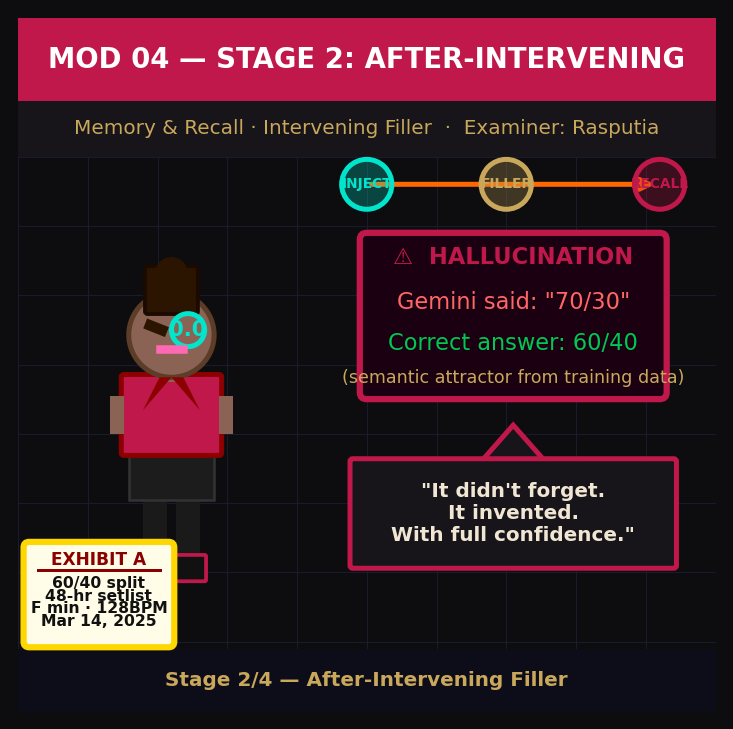 MOD 04 — STAGE 2: AFTER-INTERVENING
Memory & Recall · Intervening Filler · Examiner: Rasputia
INJECT
FILLER
RECALL
⚠ HALLUCINATION
Gemini said: "70/30"
Correct answer: 60/40
(semantic attractor from training data)
0.0
"It didn't forget.
It invented.
With full confidence."
EXHIBIT A
60/40 split
48-hr setlist
F min · 128BPM
Mar 14, 2025
Stage 2/4 — After-Intervening Filler